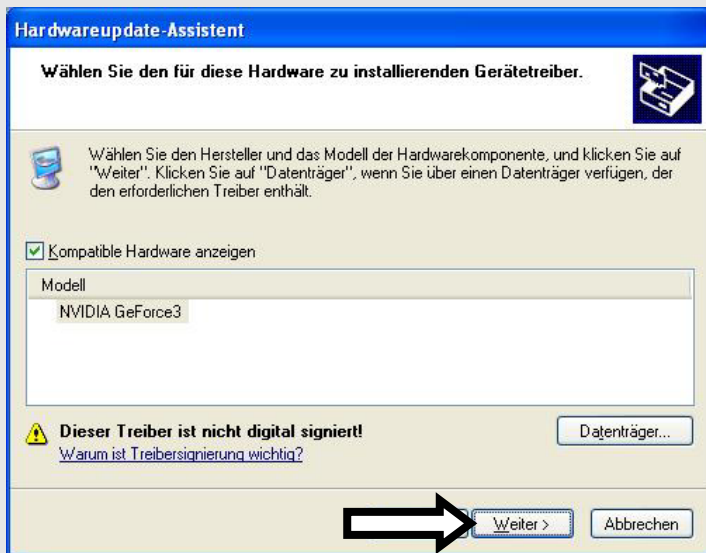 Hardwareupdate-Assistent
Wählen Sie den für diese Hardware zu installierenden Gerätetreiber.
Wählen Sie den Hersteller und das Modell der Hardwarekomponente, und klicken Sie auf
"Weiter". Klicken Sie auf "Datenträger", wenn Sie über einen Datenträger verfügen, der
den erforderlichen Treiber enthält.
Kompatible Hardware anzeigen
Modell
NVIDIA GeForce3
Dieser Treiber ist nicht digital signiert!
Warum ist Treibersignierung wichtig?
Datenträger...
Weiter >
Abbrechen